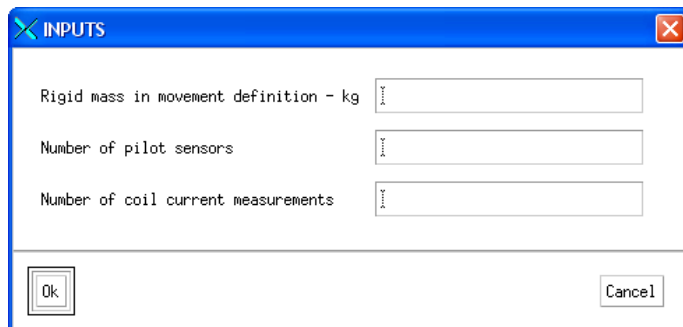 INPUTS
Rigid mass in movement definition - kg
Number of pilot sensors
Number of coil current measurements
Ok
Cancel